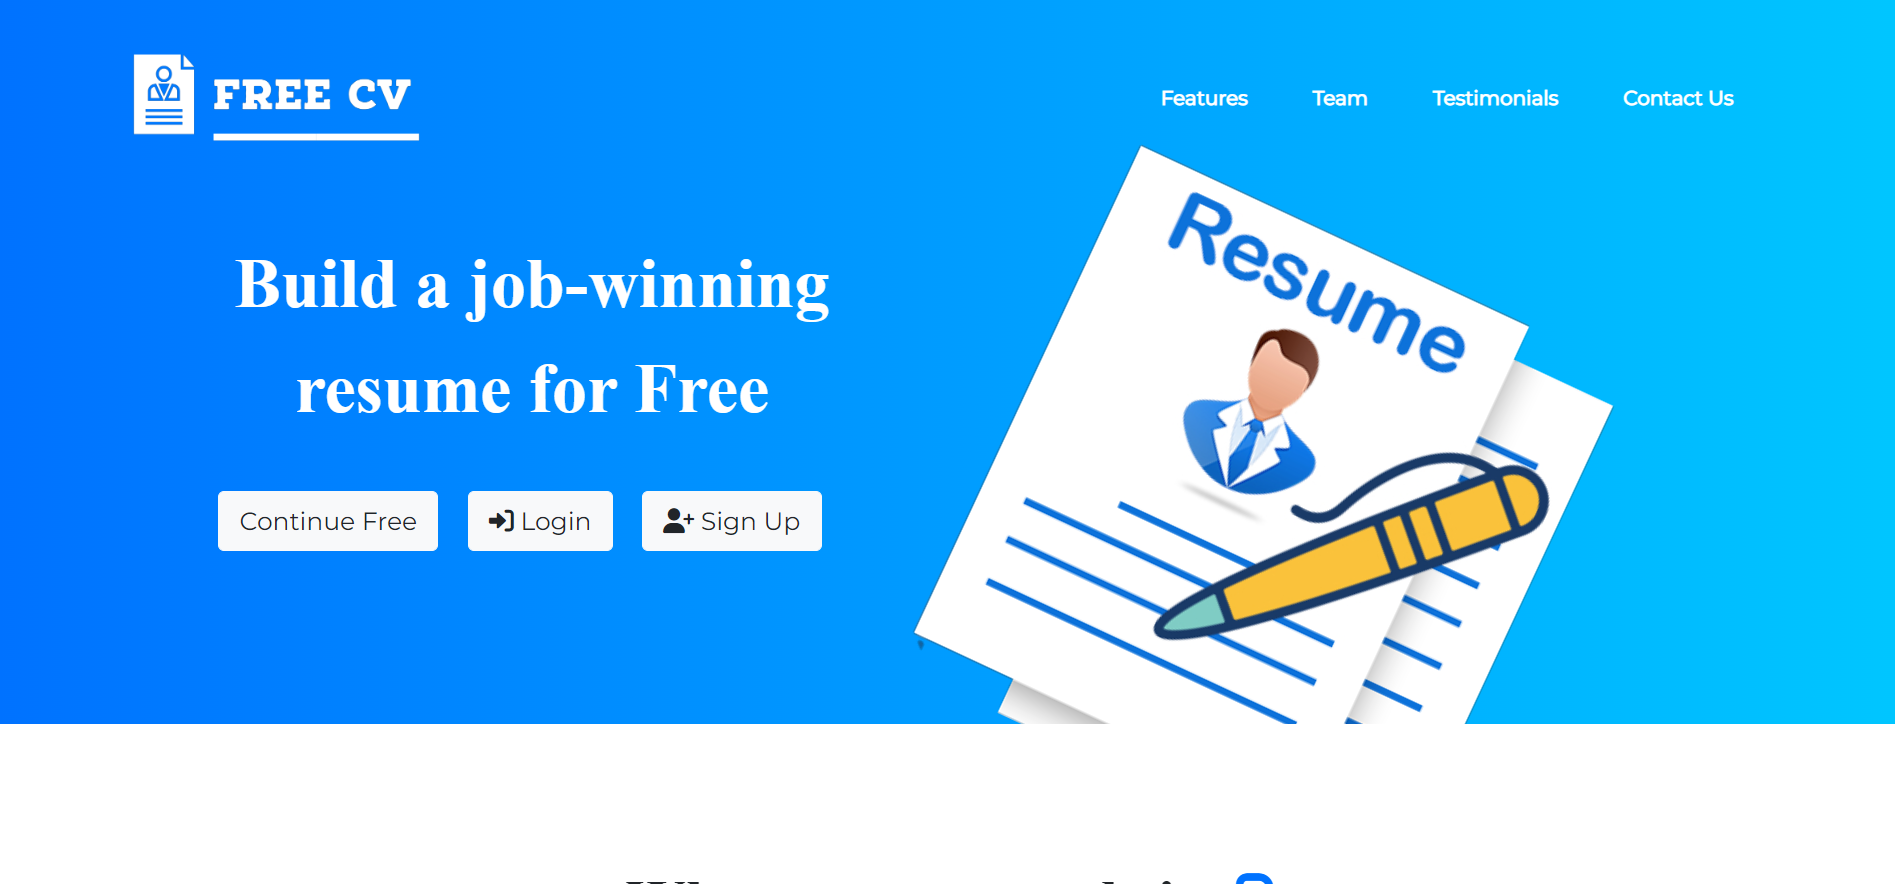 FREE CV
Features
Team
Testimonials
Contact Us
Resume
Build a job-winning
resume for Free
Continue Free
Login
Sign Up